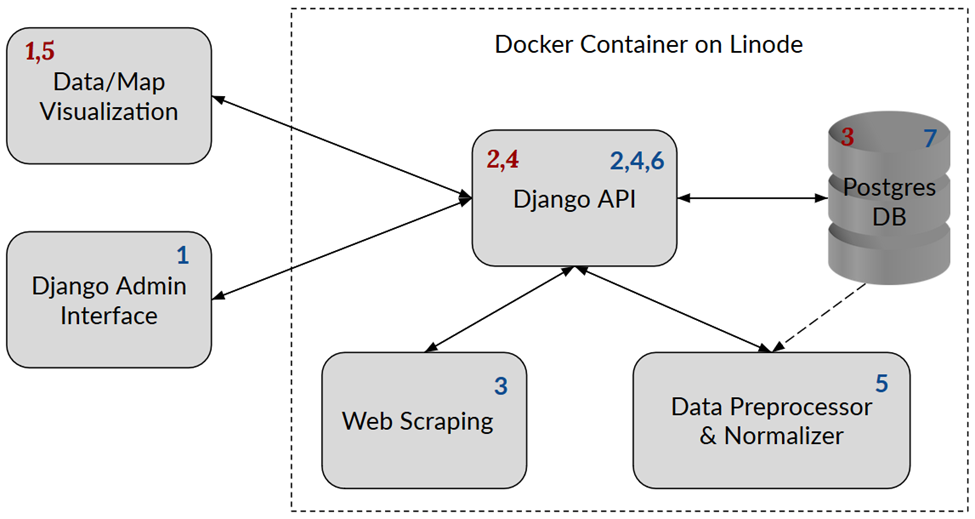 Docker Container on Linode
1,5
Data/Map
Visualization
2,4 2,4,6
Django API
3 7
Postgres
DB
1
Django Admin
Interface
3
Web Scraping
5
Data Preprocessor
& Normalizer